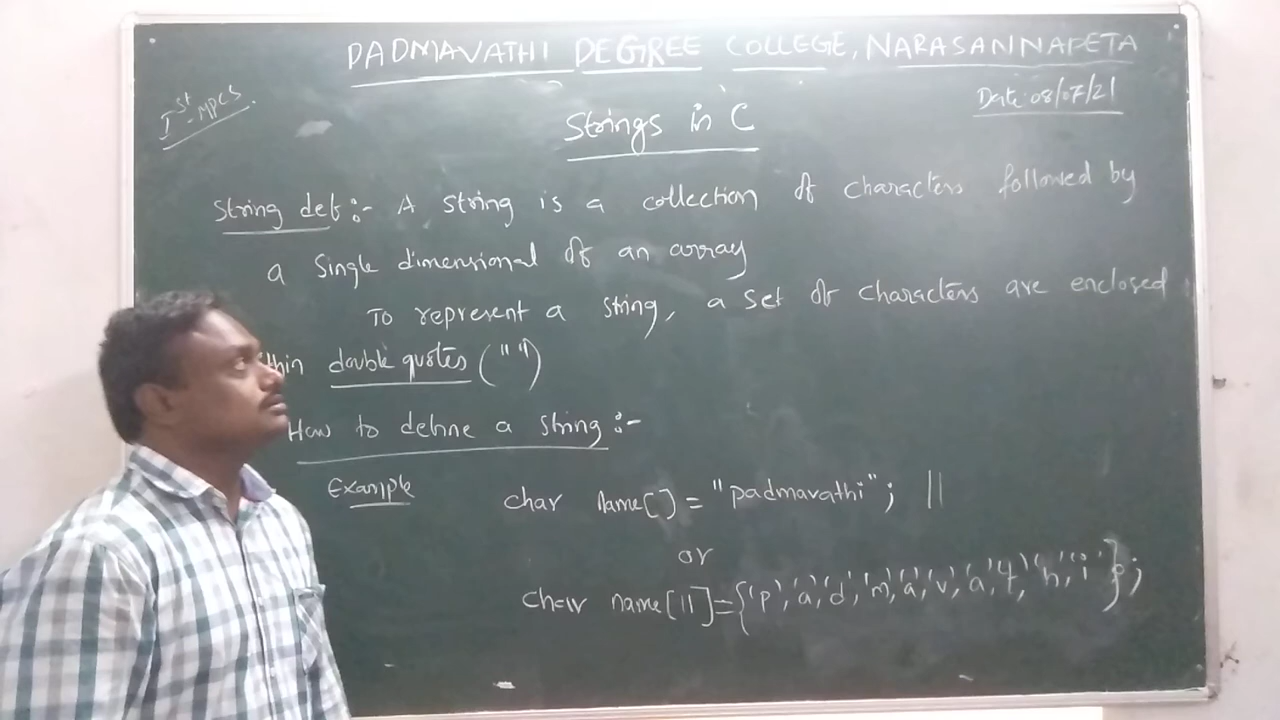 PADMAVATHI DEGREE COLLEGE, NARASANNAPETA
Ist - MPCS.
Date: 08/07/21
Strings in C
String def:- A string is a collection of characters followed by
a Single dimensional of an array
To represent a string, a set of characters are enclosed
thin double quotes (" ")
How to define a string:-
Example char name[] = "padmavathi"; ||
or
char name[11]={'p','a','d','m','a','v','a','t','h','i'};